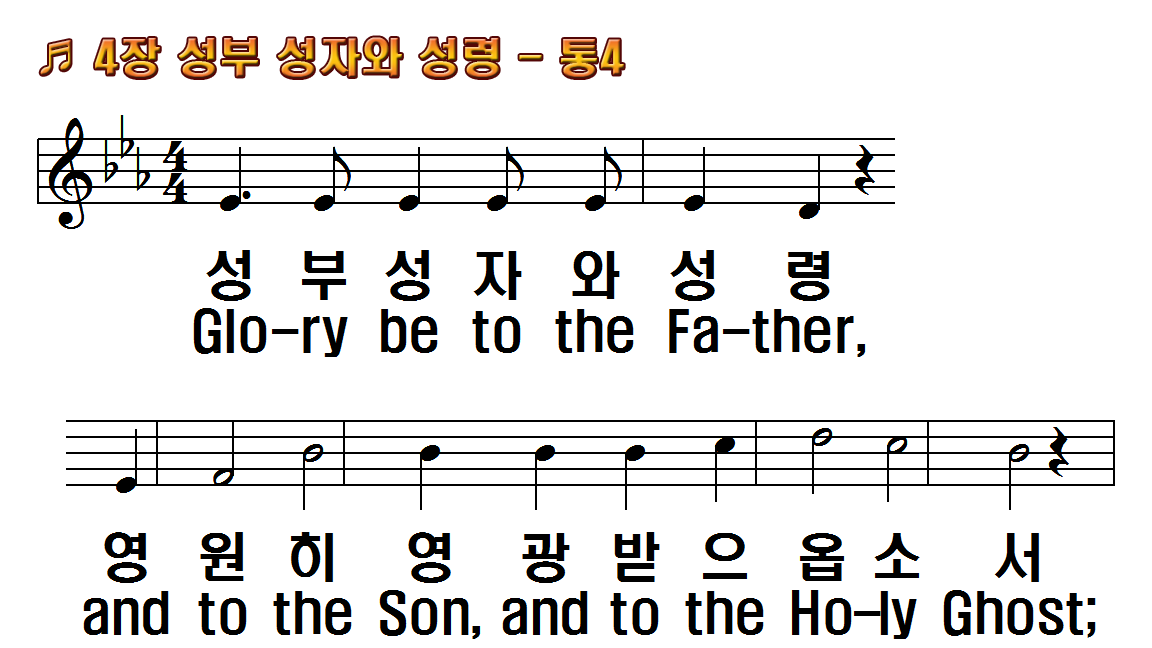 ♬ 4장 성부 성자와 성령 - 통4
성 부 성 자 와 성 령
Glo-ry be to the Fa-ther,
영 원 히 영 광 받 으 옵 소 서
and to the Son, and to the Ho-ly Ghost;